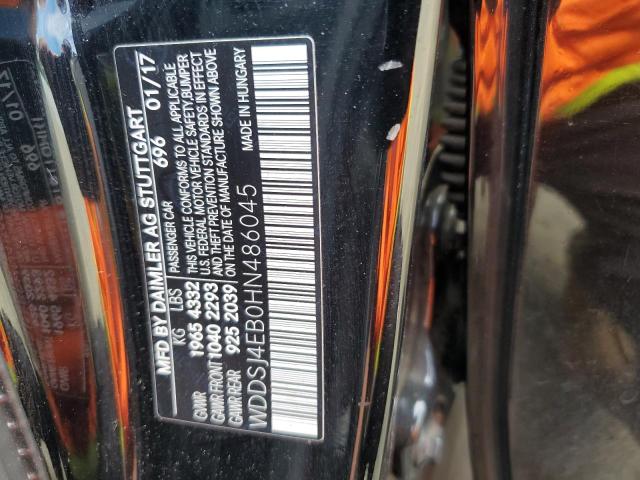 MFD BY DAIMLER AG STUTTGART
696 01/17
KG LBS PASSENGER CAR
GVWR 1965 4332 THIS VEHICLE CONFORMS TO ALL APPLICABLE
GAWR FRONT 1040 2293 U.S. FEDERAL MOTOR VEHICLE SAFETY,BUMPER
GAWR REAR 925 2039 AND THEFT PREVENTION STANDARDS IN EFFECT
ON THE DATE OF MANUFACTURE SHOWN ABOVE
WDDSJ4EB0HN486045 MADE IN HUNGARY